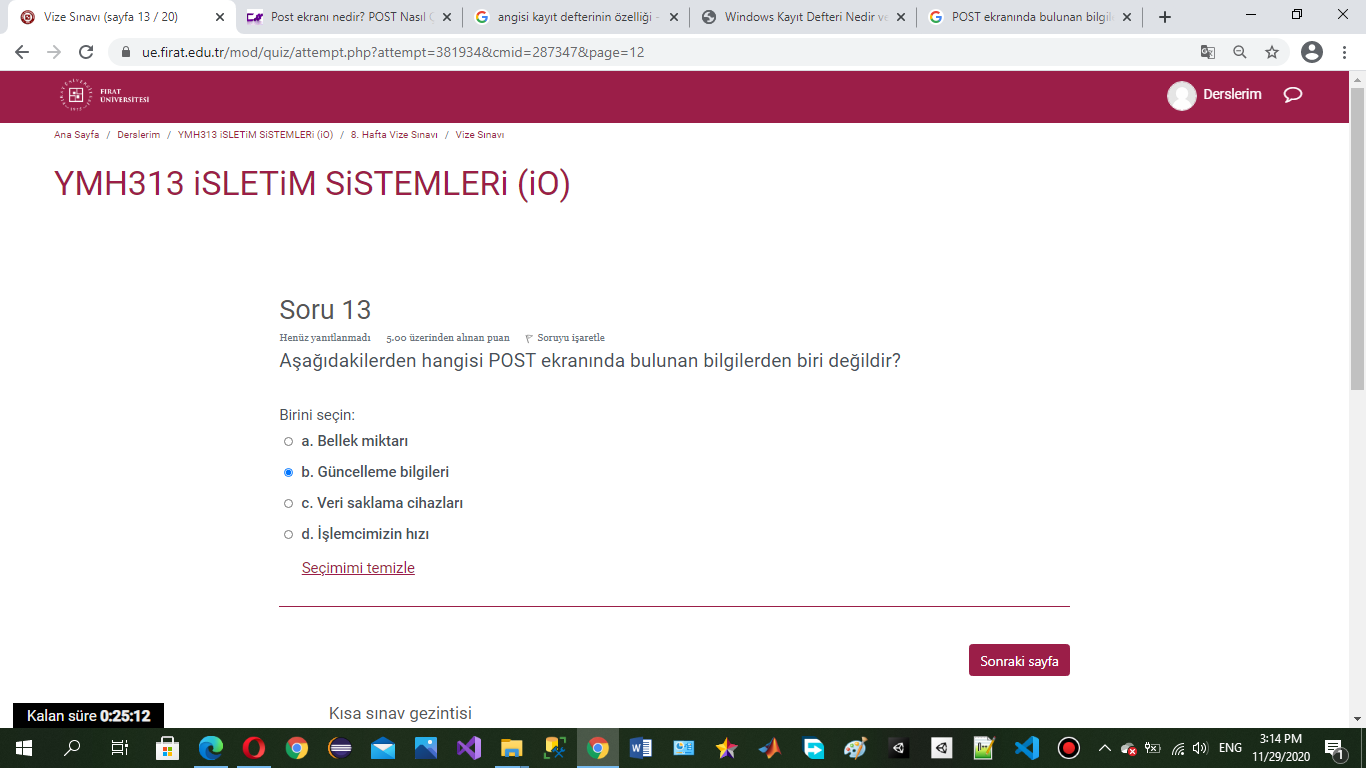 Vize Sınavı (sayfa 13 / 20)
Post ekranı nedir? POST Nasıl
angisi kayıt defterinin özelliği -
Windows Kayıt Defteri Nedir ve
POST ekranında bulunan bilgil
ue.firat.edu.tr/mod/quiz/attempt.php?attempt=381934&cmid=287347&page=12
FIRAT
ÜNİVERSİTESİ
Derslerim
Ana Sayfa / Derslerim / YMH313 iSLETiM SiSTEMLERi (iO) / 8. Hafta Vize Sınavı / Vize Sınavı
YMH313 iSLETiM SiSTEMLERi (iO)
Soru 13
Henüz yanıtlanmadı 5,00 üzerinden alınan puan Soruyu işaretle
Aşağıdakilerden hangisi POST ekranında bulunan bilgilerden biri değildir?
Birini seçin:
a. Bellek miktarı
b. Güncelleme bilgileri
c. Veri saklama cihazları
d. İşlemcimizin hızı
Seçimimi temizle
Sonraki sayfa
Kalan süre 0:25:12
Kısa sınav gezintisi
ENG
3:14 PM
11/29/2020
1